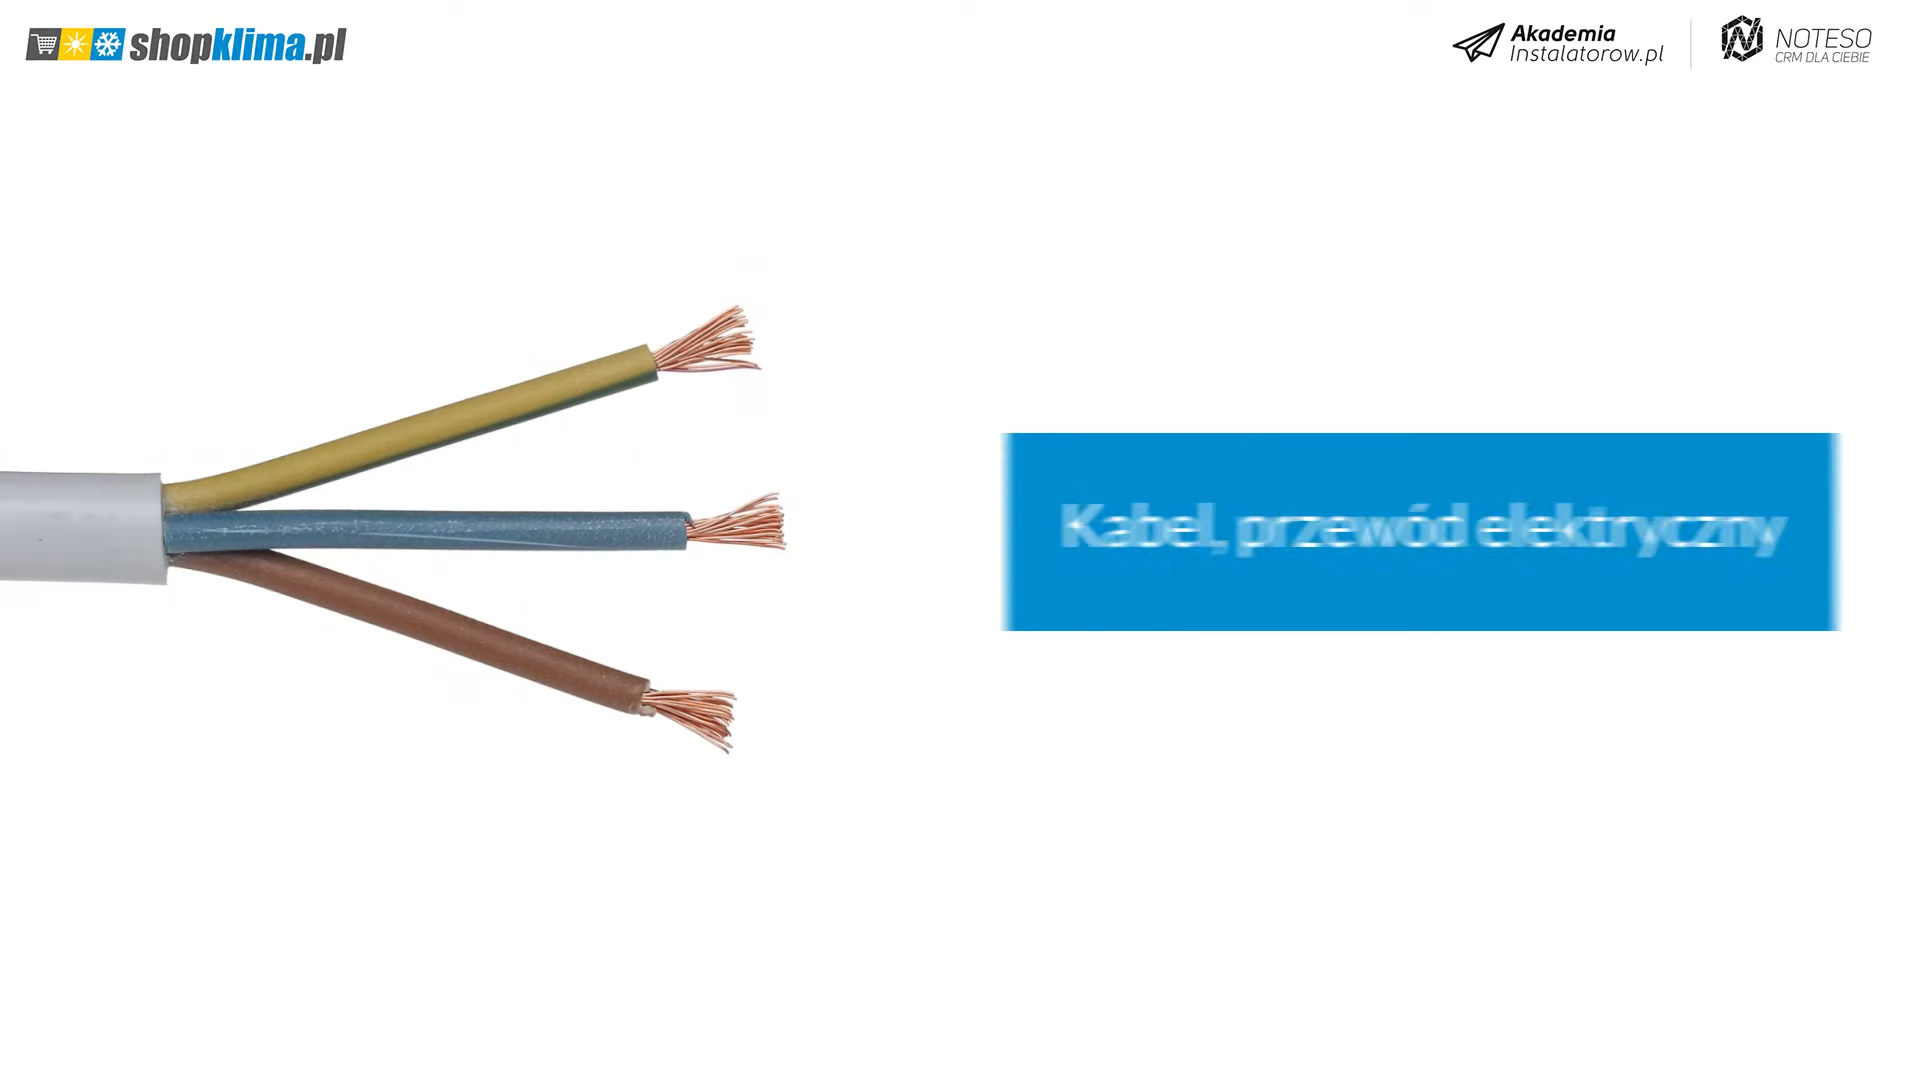 shopklima.pl
Akademia
Instalatorow.pl
NOTESO
CRM DLA CIEBIE
Kabel, przewód elektryczny